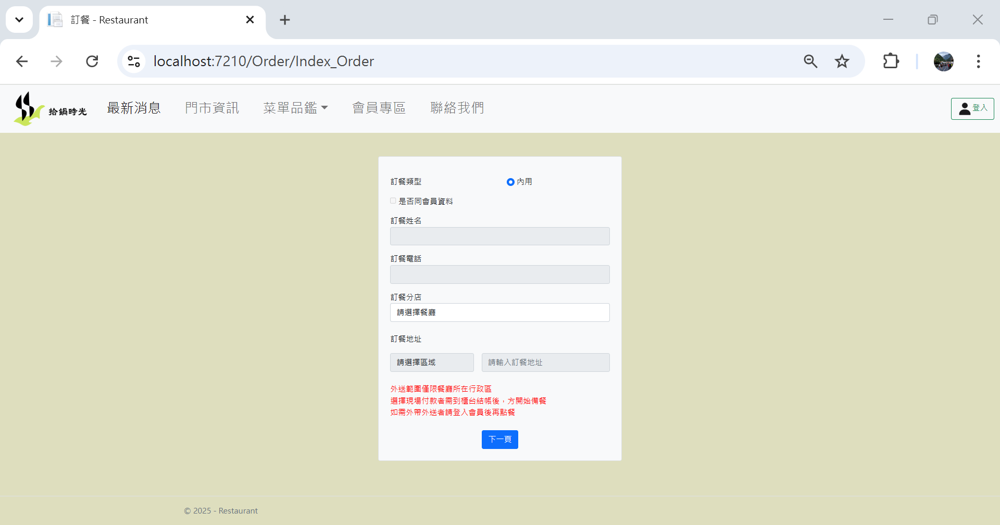 訂餐 - Restaurant
localhost:7210/Order/Index_Order
拾鍋時光
最新消息
門市資訊
菜單品鑑
會員專區
聯絡我們
登入
訂餐類型
內用
是否同會員資料
訂餐姓名
訂餐電話
訂餐分店
請選擇餐廳
訂餐地址
請選擇區域
請輸入訂餐地址
外送範圍僅限餐廳所在行政區
選擇現場付款者需到櫃台結帳後，方開始備餐
如需外帶外送者請登入會員後再點餐
下一頁
© 2025 - Restaurant